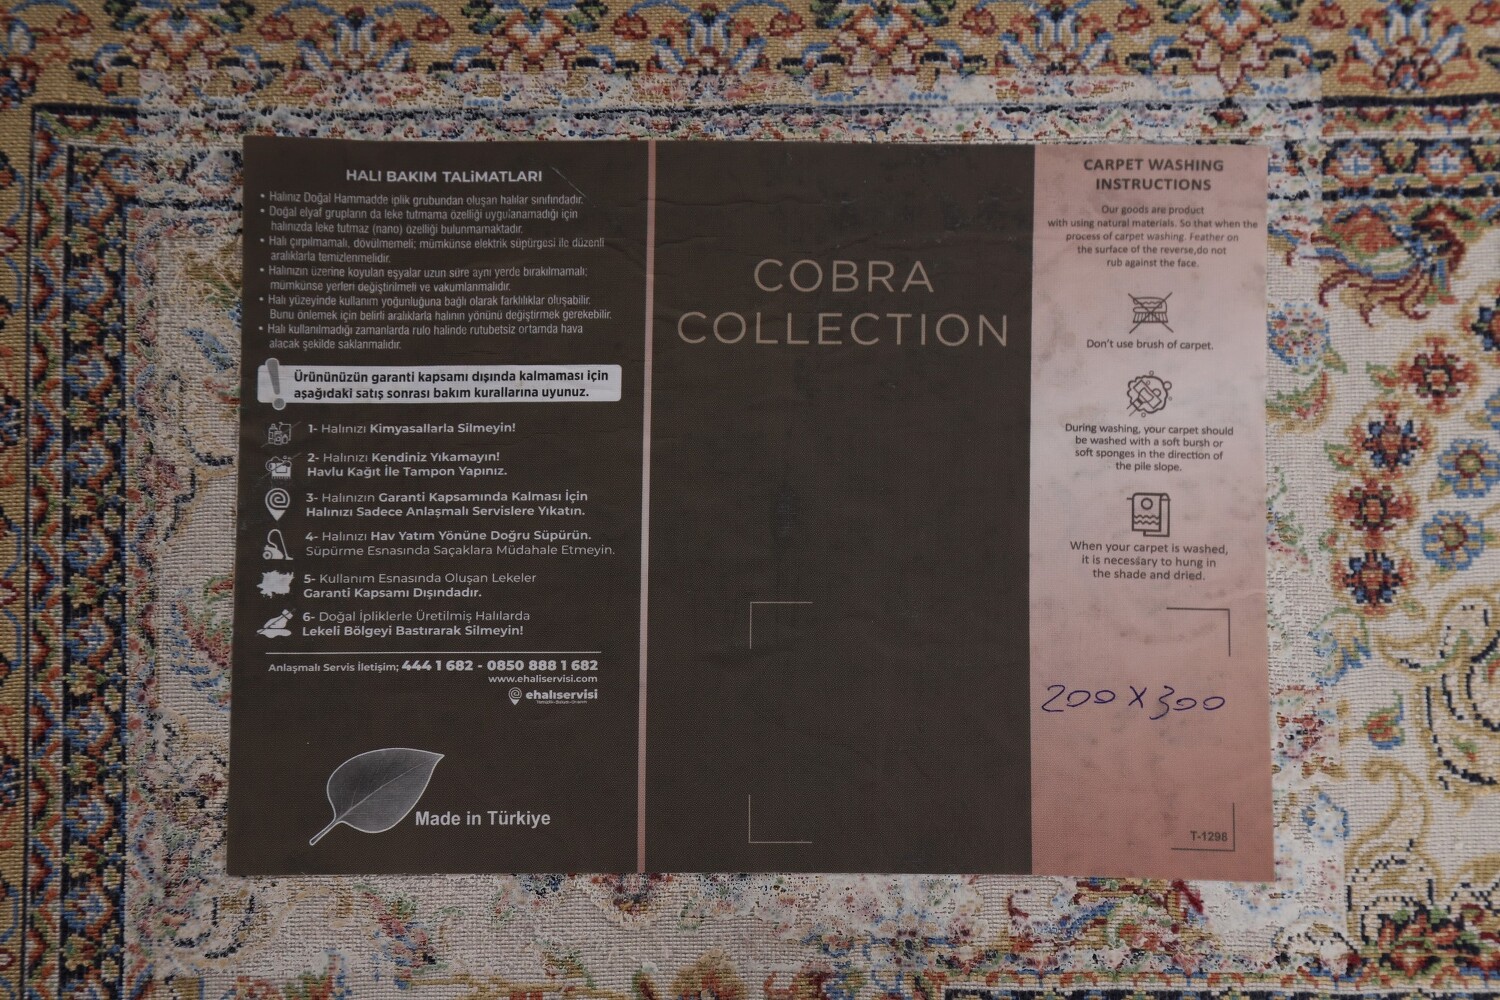 HALI BAKIM TALiMATLARI
• Halınız Doğal Hammadde iplik grubundan oluşan halılar sınıfındadır.
• Doğal elyaf grupların da leke tutmama özelliği uygulanamadığı için
halınızda leke tutmaz (nano) özelliği bulunmamaktadır.
• Halı çırpılmamalı, dövülmemeli; mümkünse elektrik süpürgesi ile düzenli
aralıklarla temizlenmelidir.
• Halınızın üzerine koyulan eşyalar uzun süre aynı yerde bırakılmamalı;
mümkünse yerleri değiştirilmeli ve vakumlanmalıdır.
• Halı yüzeyinde kullanım yoğunluğuna bağlı olarak farklılıklar oluşabilir.
Bunu önlemek için belirli aralıklarla halının yönünü değiştirmek gerekebilir.
• Halı kullanılmadığı zamanlarda rulo halinde rutubetsiz ortamda hava
alacak şekilde saklanmalıdır.
Ürününüzün garanti kapsamı dışında kalmaması için
aşağıdaki satış sonrası bakım kurallarına uyunuz.
1- Halınızı Kimyasallarla Silmeyin!
2- Halınızı Kendiniz Yıkamayın!
Havlu Kağıt İle Tampon Yapınız.
3- Halınızın Garanti Kapsamında Kalması İçin
Halınızı Sadece Anlaşmalı Servislere Yıkatın.
4- Halınızı Hav Yatım Yönüne Doğru Süpürün.
Süpürme Esnasında Saçaklara Müdahale Etmeyin.
5- Kullanım Esnasında Oluşan Lekeler
Garanti Kapsamı Dışındadır.
6- Doğal İpliklerle Üretilmiş Halılarda
Lekeli Bölgeyi Bastırarak Silmeyin!
Anlaşmalı Servis İletişim; 444 1 682 - 0850 888 1 682
www.ehaliservisi.com
ehalıservisi
Made in Türkiye
COBRA
COLLECTION
CARPET WASHING
INSTRUCTIONS
Our goods are product
with using natural materials. So that when the
process of carpet washing. Feather on
the surface of the reverse,do not
rub against the face.
Don't use brush of carpet.
During washing, your carpet should
be washed with a soft bursh or
soft sponges in the direction of
the pile slope.
When your carpet is washed,
it is necessary to hung in
the shade and dried.
200 x 300
T-1298